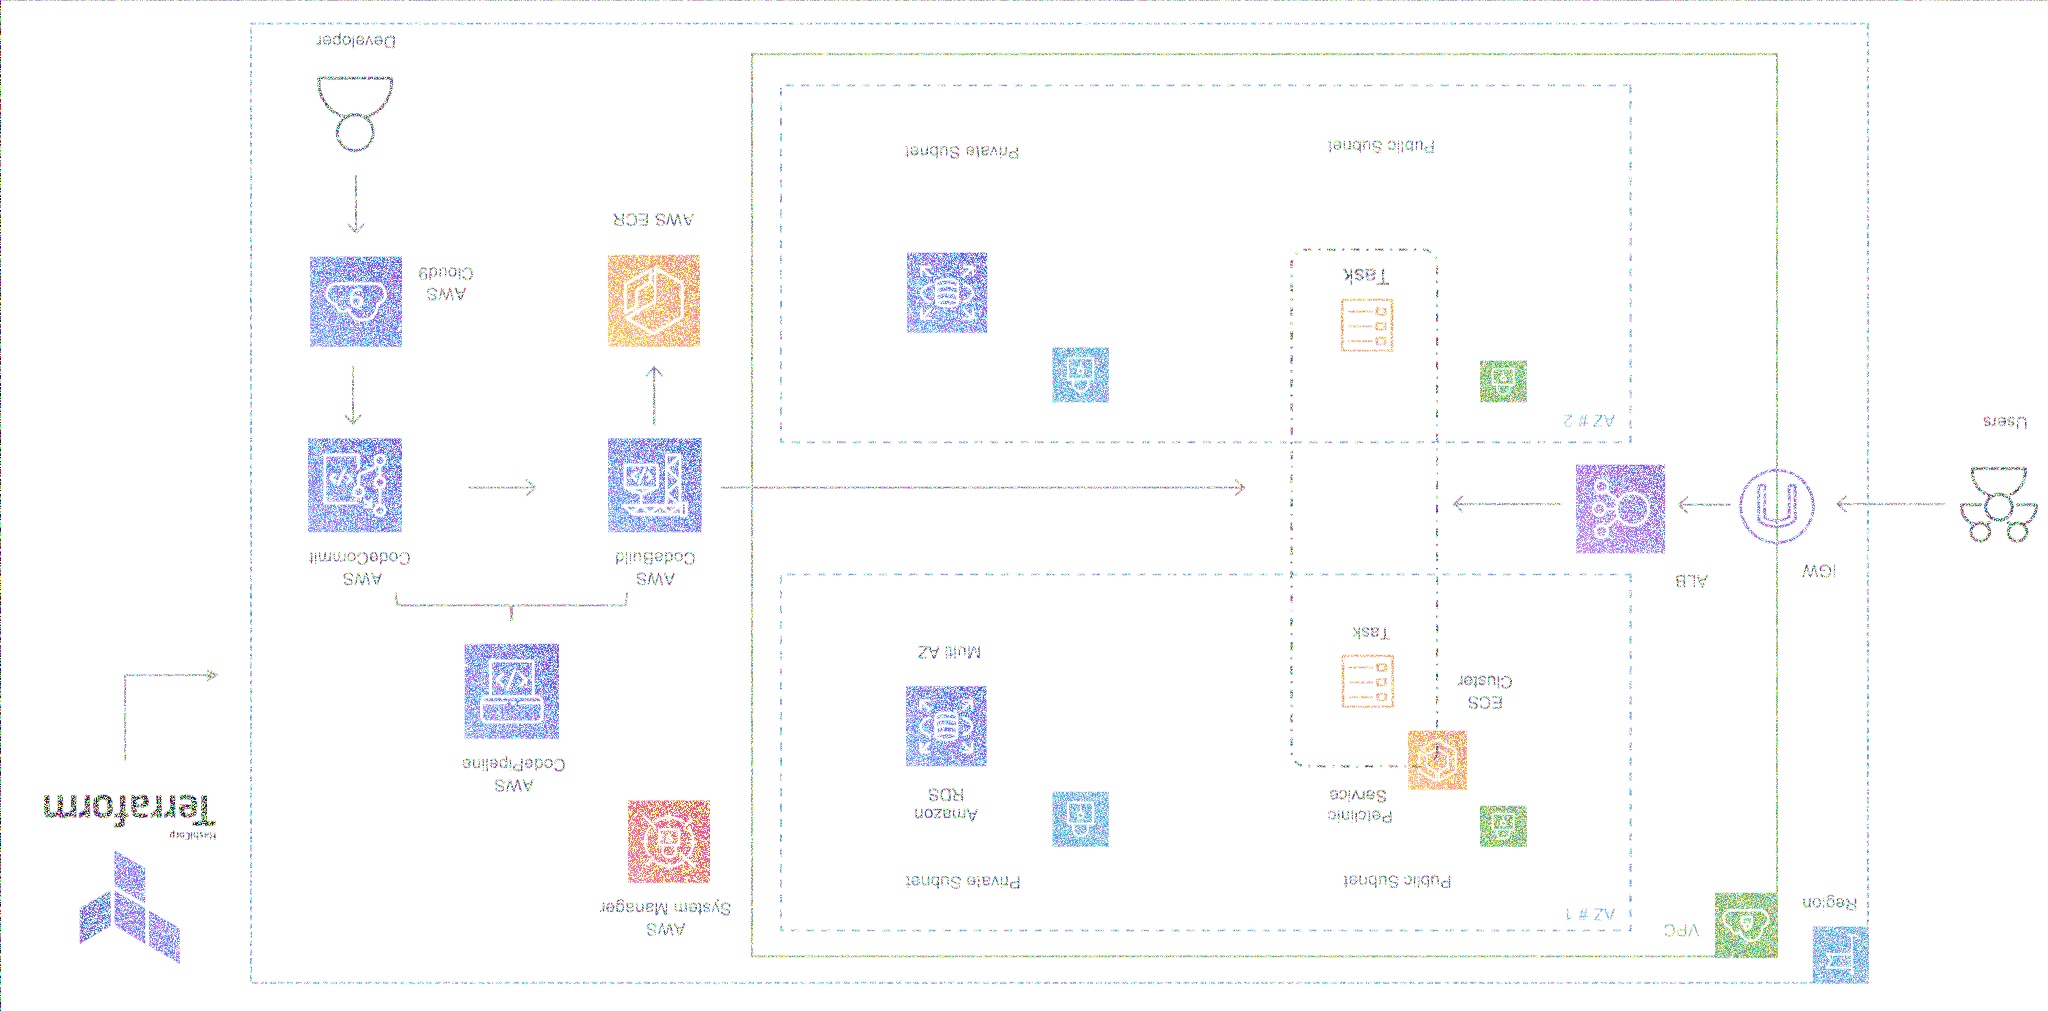 Region
VPC
AZ # 1
Public Subnet
Private Subnet
AWS
System Manager
HashiCorp
Terraform
Petclinic
Service
Amazon
RDS
AWS
CodePipeline
ECS
Cluster
Task
Multi AZ
IGW
ALB
AWS
CodeBuild
AWS
CodeCommit
Users
AZ # 2
Task
AWS
Cloud9
AWS ECR
Public Subnet
Private Subnet
Developer